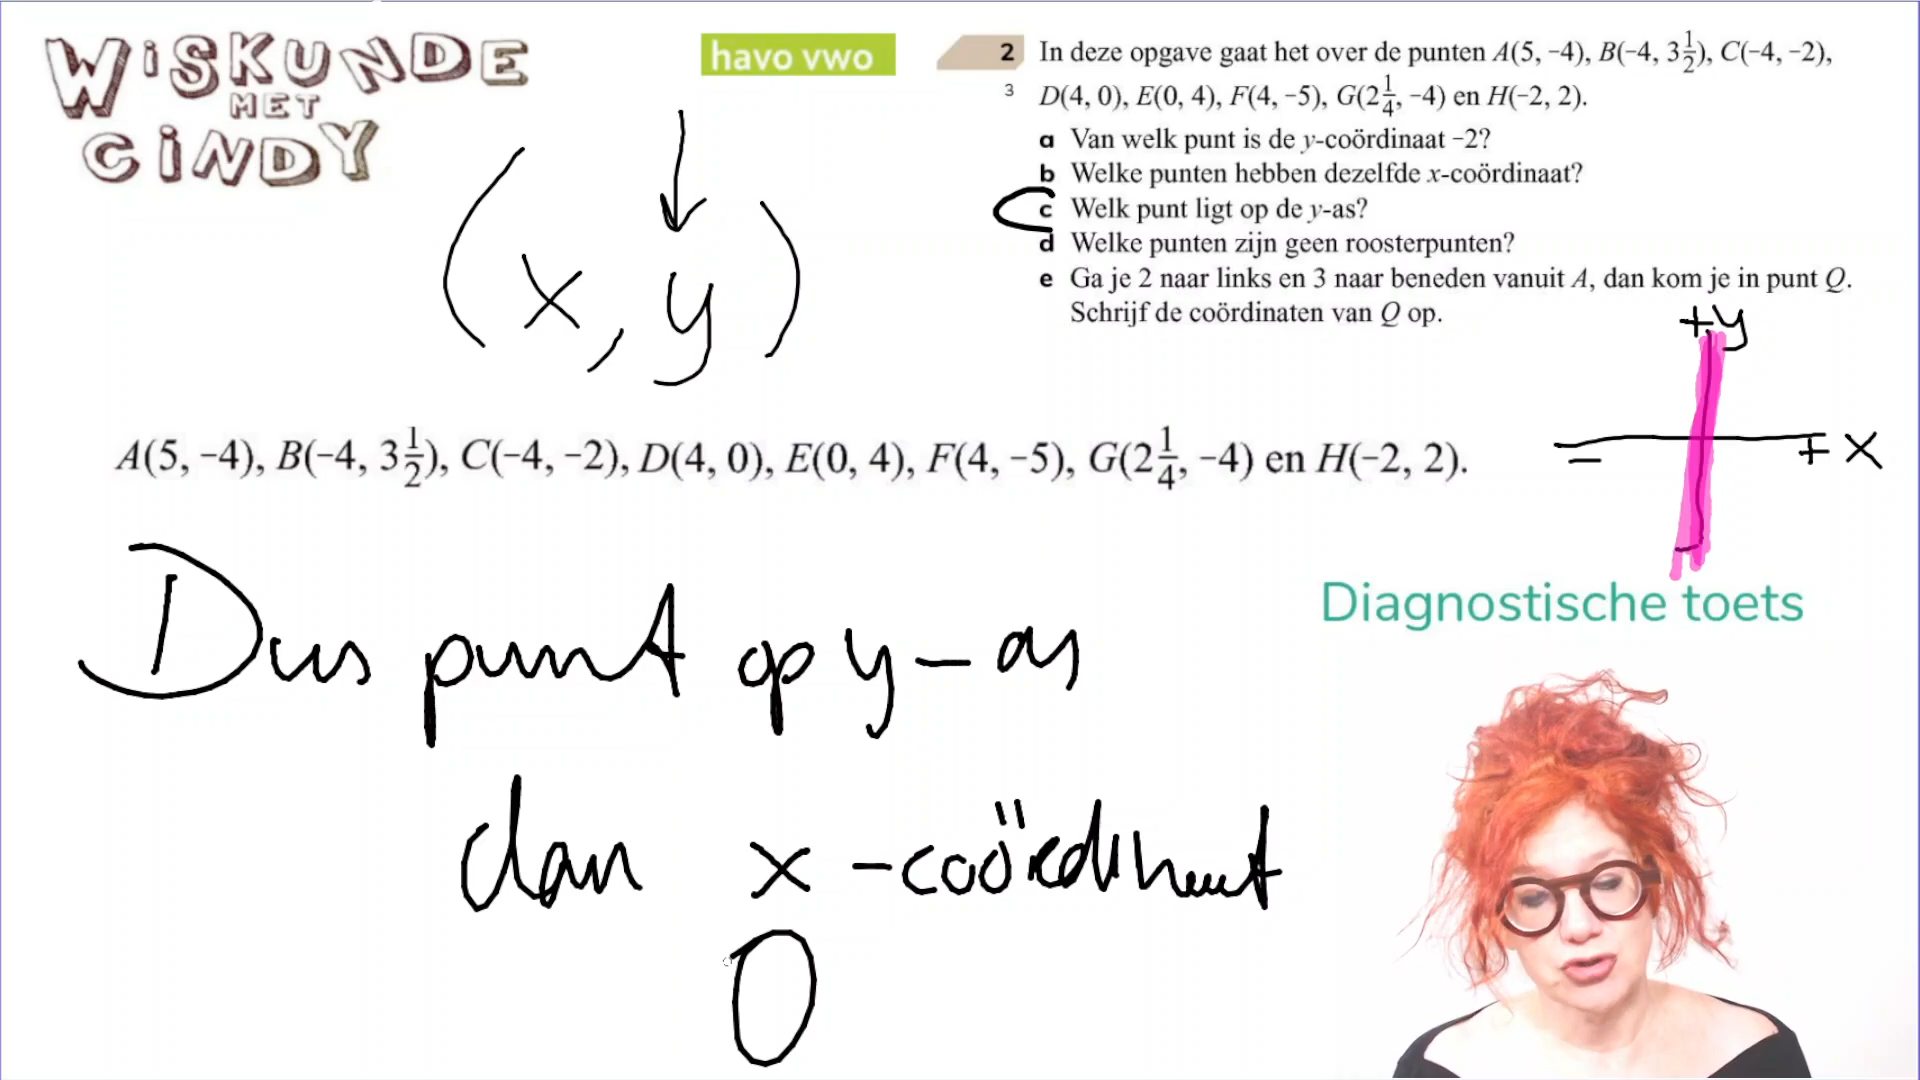 WiSKUNDE
MET
CiNDY
havo vwo
2 In deze opgave gaat het over de punten A(5, −4), B(−4, 3½), C(−4, −2),
3 D(4, 0), E(0, 4), F(4, −5), G(2¼, −4) en H(−2, 2).
a Van welk punt is de y-coördinaat −2?
b Welke punten hebben dezelfde x-coördinaat?
c Welk punt ligt op de y-as?
d Welke punten zijn geen roosterpunten?
e Ga je 2 naar links en 3 naar beneden vanuit A, dan kom je in punt Q.
Schrijf de coördinaten van Q op.
(x, y)
+y
− + x
A(5, −4), B(−4, 3½), C(−4, −2), D(4, 0), E(0, 4), F(4, −5), G(2¼, −4) en H(−2, 2).
Diagnostische toets
Dus punt op y-as
dan x-coördinaat
0